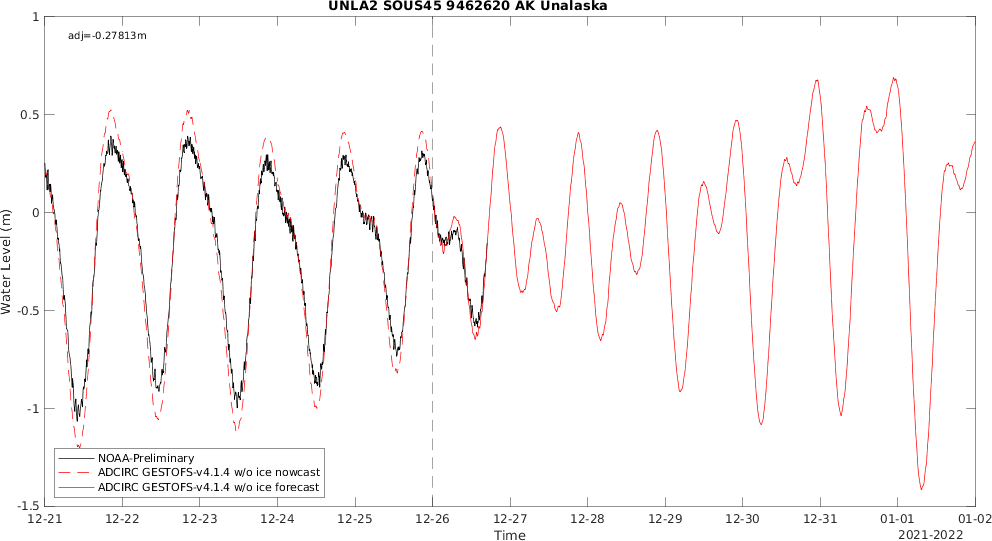 UNLA2 SOUS45 9462620 AK Unalaska
adj=-0.27813m
1
0.5
0
-0.5
-1
-1.5
Water Level (m)
NOAA-Preliminary
ADCIRC GESTOFS-v4.1.4 w/o ice nowcast
ADCIRC GESTOFS-v4.1.4 w/o ice forecast
12-21 12-22 12-23 12-24 12-25 12-26 12-27 12-28 12-29 12-30 12-31 01-01 01-02
Time
2021-2022